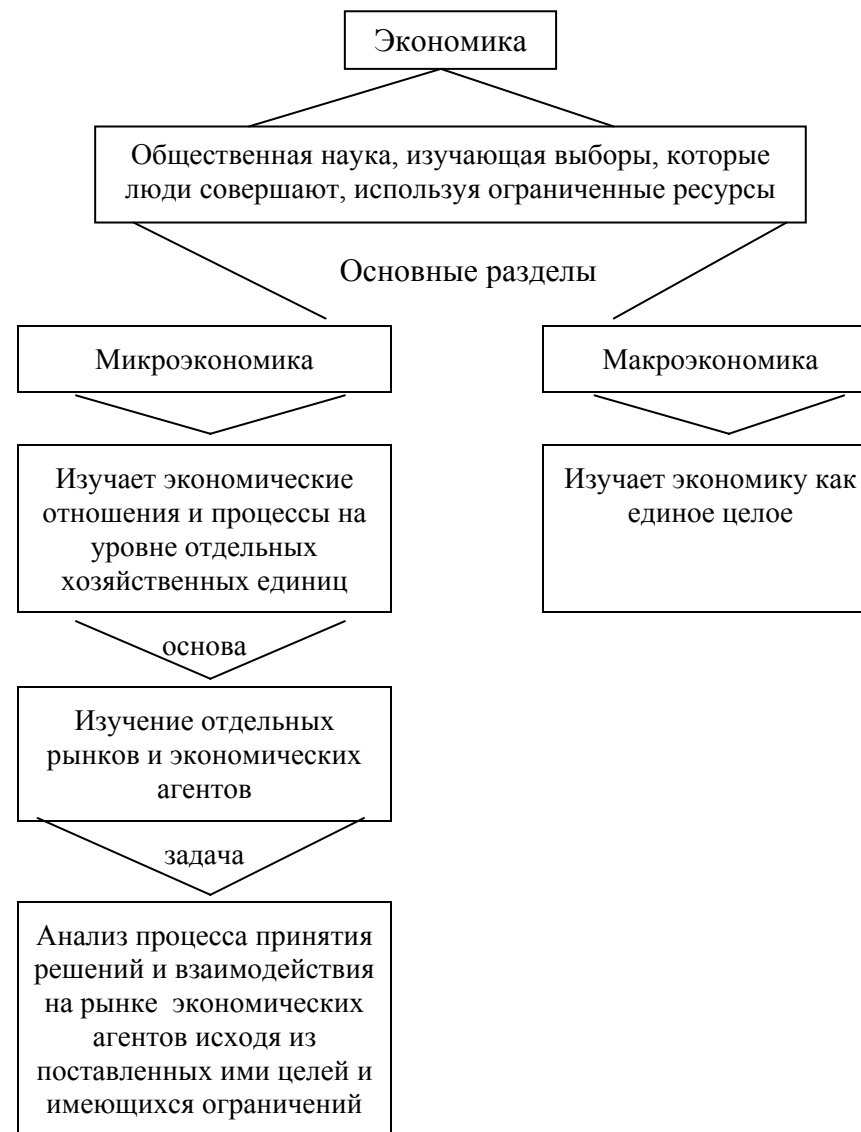 Экономика
Общественная наука, изучающая выборы, которые
люди совершают, используя ограниченные ресурсы
Основные разделы
Микроэкономика
Макроэкономика
Изучает экономические
отношения и процессы на
уровне отдельных
хозяйственных единиц
Изучает экономику как
единое целое
основа
Изучение отдельных
рынков и экономических
агентов
задача
Анализ процесса принятия
решений и взаимодействия
на рынке экономических
агентов исходя из
поставленных ими целей и
имеющихся ограничений